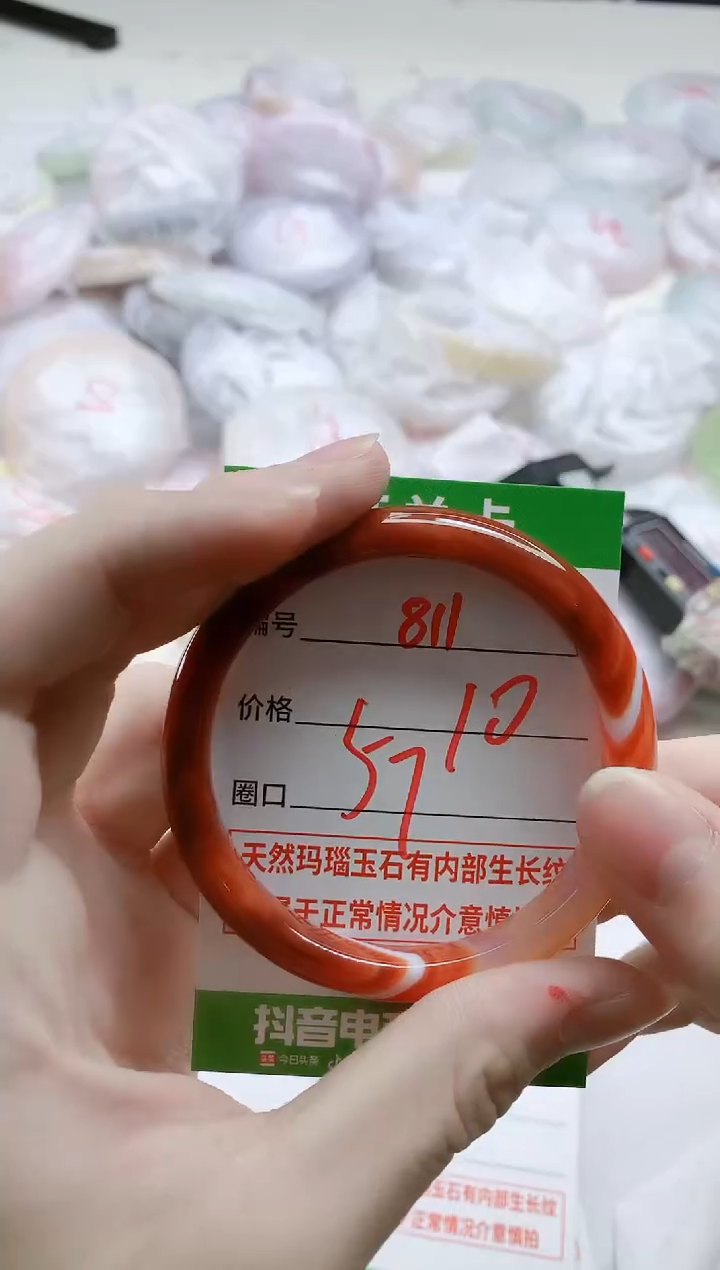 编号 811
价格 10
圈口 57
天然玛瑙玉石有内部生长纹
于正常情况介意慎
抖音电
今日头条
玉石有内部生长纹
正常情况介意慎拍